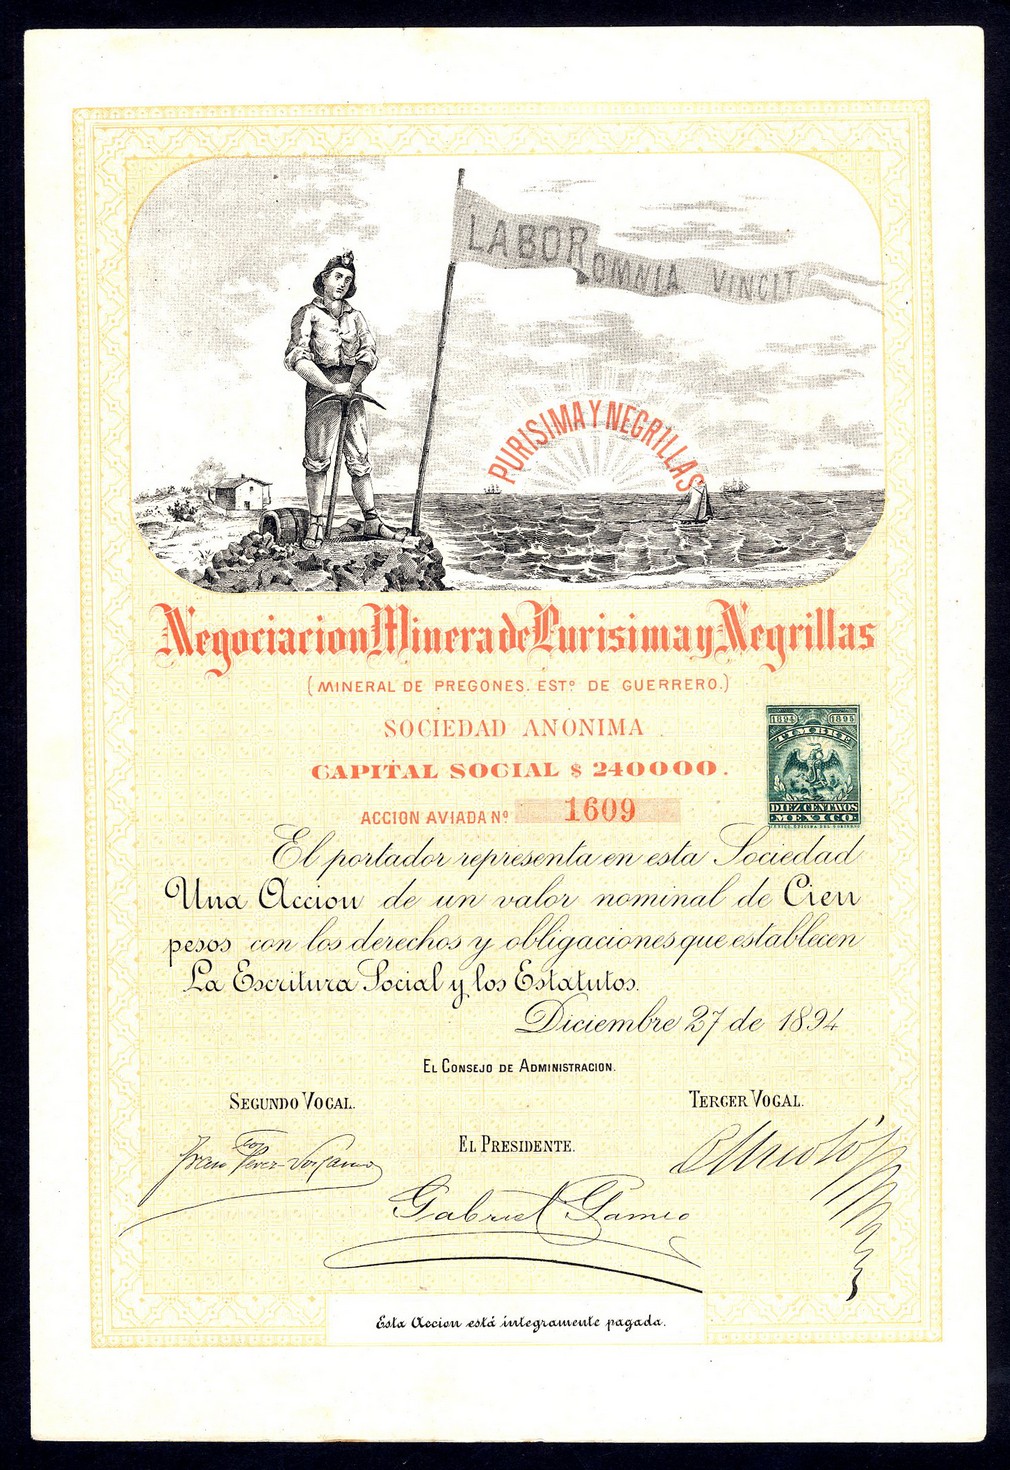 LABOR OMNIA VINCIT
PURISIMA Y NEGRILLAS
Negociacion Minera de Purisima y Negrillas
(MINERAL DE PREGONES. ESTº DE GUERRERO.)
SOCIEDAD ANONIMA
CAPITAL SOCIAL $ 240000.
1894 1895
TIMBRE
DIEZ CENTAVOS
MEXICO
ACCION AVIADA Nº 1609
El portador representa en esta Sociedad
Una Accion de un valor nominal de Cien
pesos con los derechos y obligaciones que establecen
La Escritura Social y los Estatutos.
Diciembre 27 de 1894
EL CONSEJO DE ADMINISTRACION.
SEGUNDO VOCAL.
TERCER VOCAL.
EL PRESIDENTE.
Gabriel
Esta Accion está integramente pagada.